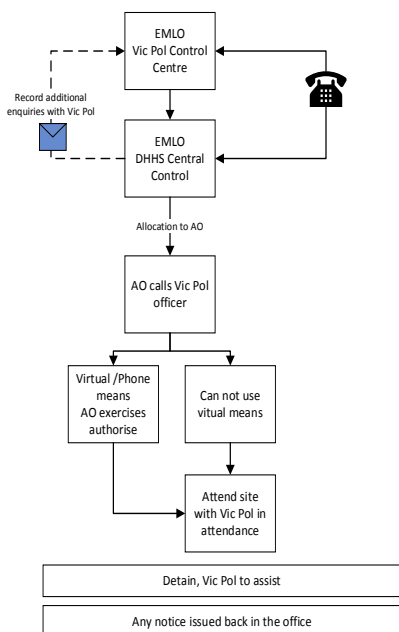 EMLO
Vic Pol Control
Centre
Record additional
enquiries with Vic Pol
EMLO
DHHS Central
Control
Allocation to AO
AO calls Vic Pol
officer
Virtual /Phone
means
AO exercises
authorise
Can not use
vitual means
Attend site
with Vic Pol in
attendance
Detain, Vic Pol to assist
Any notice issued back in the office